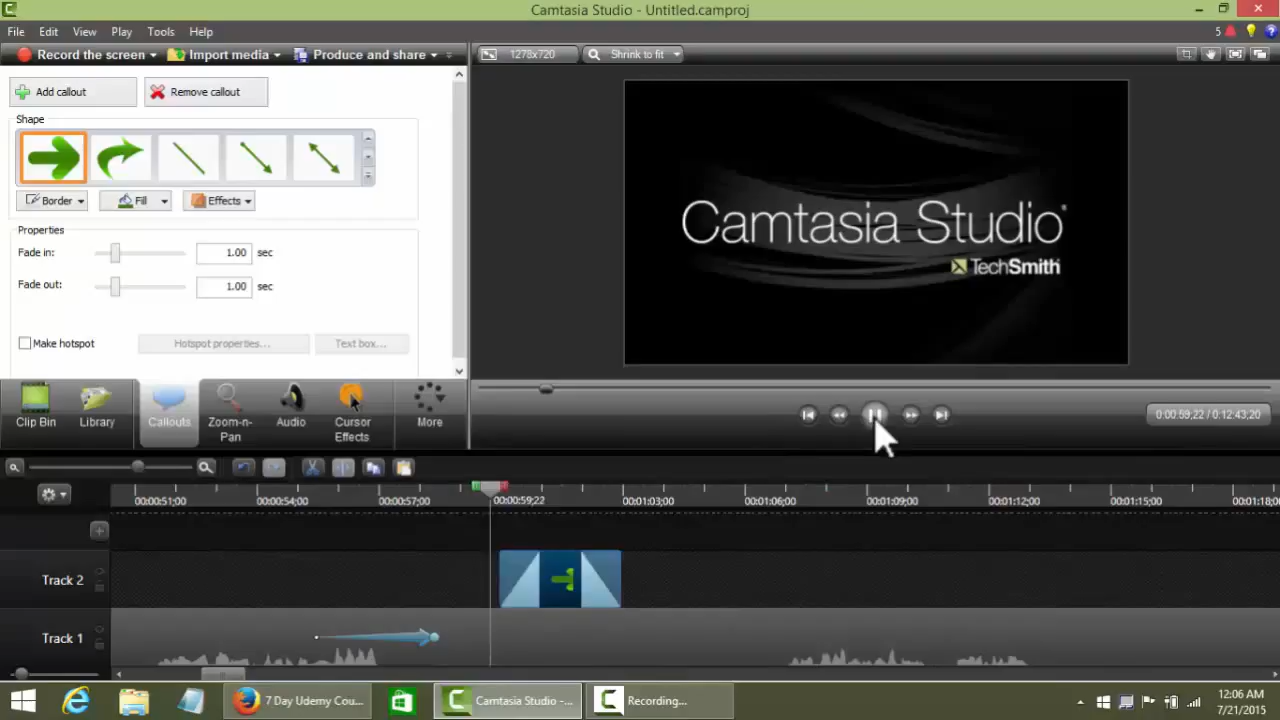 Camtasia Studio - Untitled.camproj
File Edit View Play Tools Help
5
Record the screen Import media Produce and share
1278x720 Shrink to fit
Add callout Remove callout
Shape
Border Fill Effects
Properties
Fade in: 1.00 sec
Fade out: 1.00 sec
Make hotspot Hotspot properties... Text box...
Camtasia Studio®
TechSmith
Clip Bin Library Callouts Zoom-n-Pan Audio Cursor Effects More
0:00:59;22 / 0:12:43;20
00:00:51;00 00:00:54;00 00:00:57;00 00:00:59;22 00:01:03;00 00:01:06;00 00:01:09;00 00:01:12;00 00:01:15;00 00:01:18;00
Track 2
Track 1
7 Day Udemy Cou... Camtasia Studio -... Recording...
12:06 AM
7/21/2015